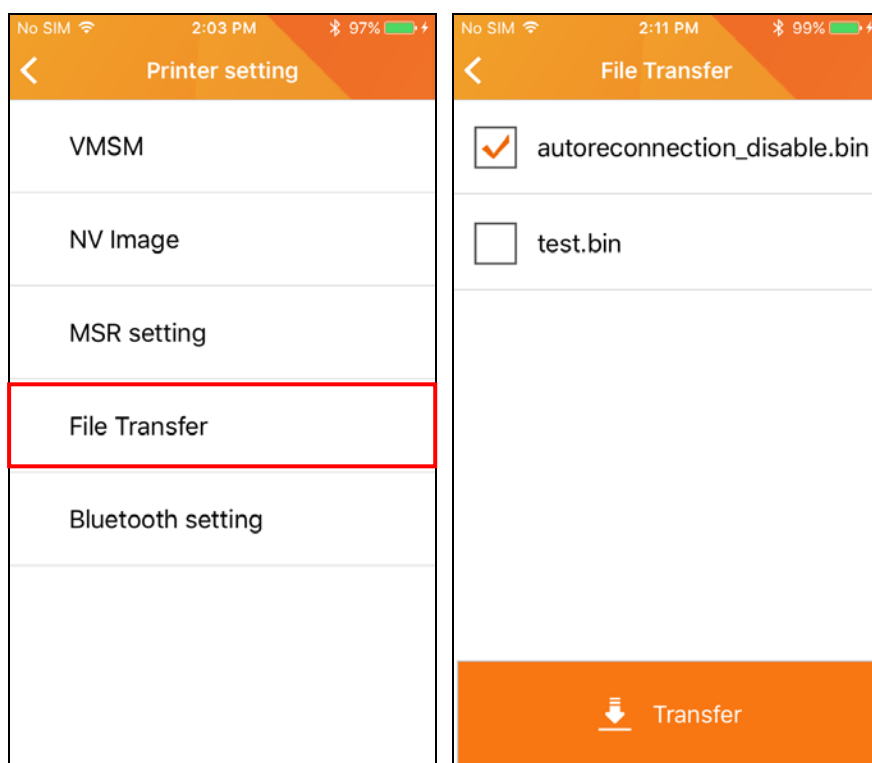 No SIM 2:03 PM 97%
Printer setting
VMSM
NV Image
MSR setting
File Transfer
Bluetooth setting
No SIM 2:11 PM 99%
File Transfer
autoreconnection_disable.bin
test.bin
Transfer